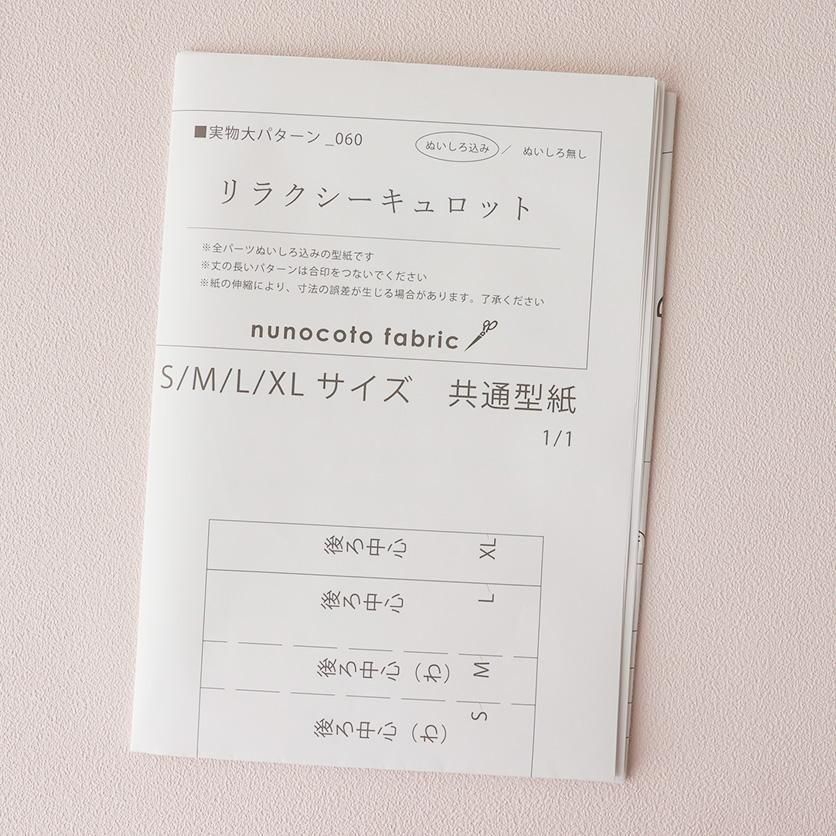 ■実物大パターン_060
ぬいしろ込み / ぬいしろ無し
リラクシーキュロット
※全パーツぬいしろ込みの型紙です
※丈の長いパターンは合印をつないでください
※紙の伸縮により、寸法の誤差が生じる場合があります。了承ください
nunocoto fabric
S/M/L/XL サイズ 共通型紙
1/1
後ろ中心 XL
後ろ中心 L
後ろ中心（わ） M
後ろ中心（わ） S